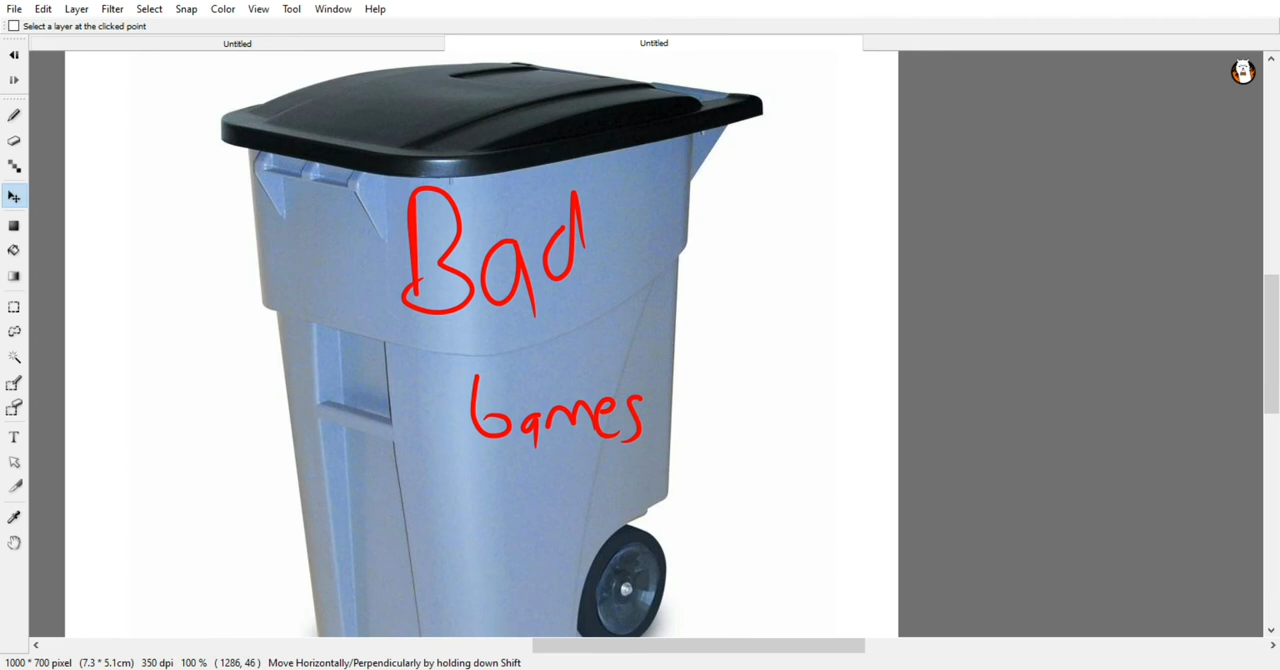 File Edit Layer Filter Select Snap Color View Tool Window Help
Select a layer at the clicked point
Untitled Untitled
Bad
Games
1000 * 700 pixel (7.3 * 5.1cm) 350 dpi 100 % ( 1286, 46 ) Move Horizontally/Perpendicularly by holding down Shift